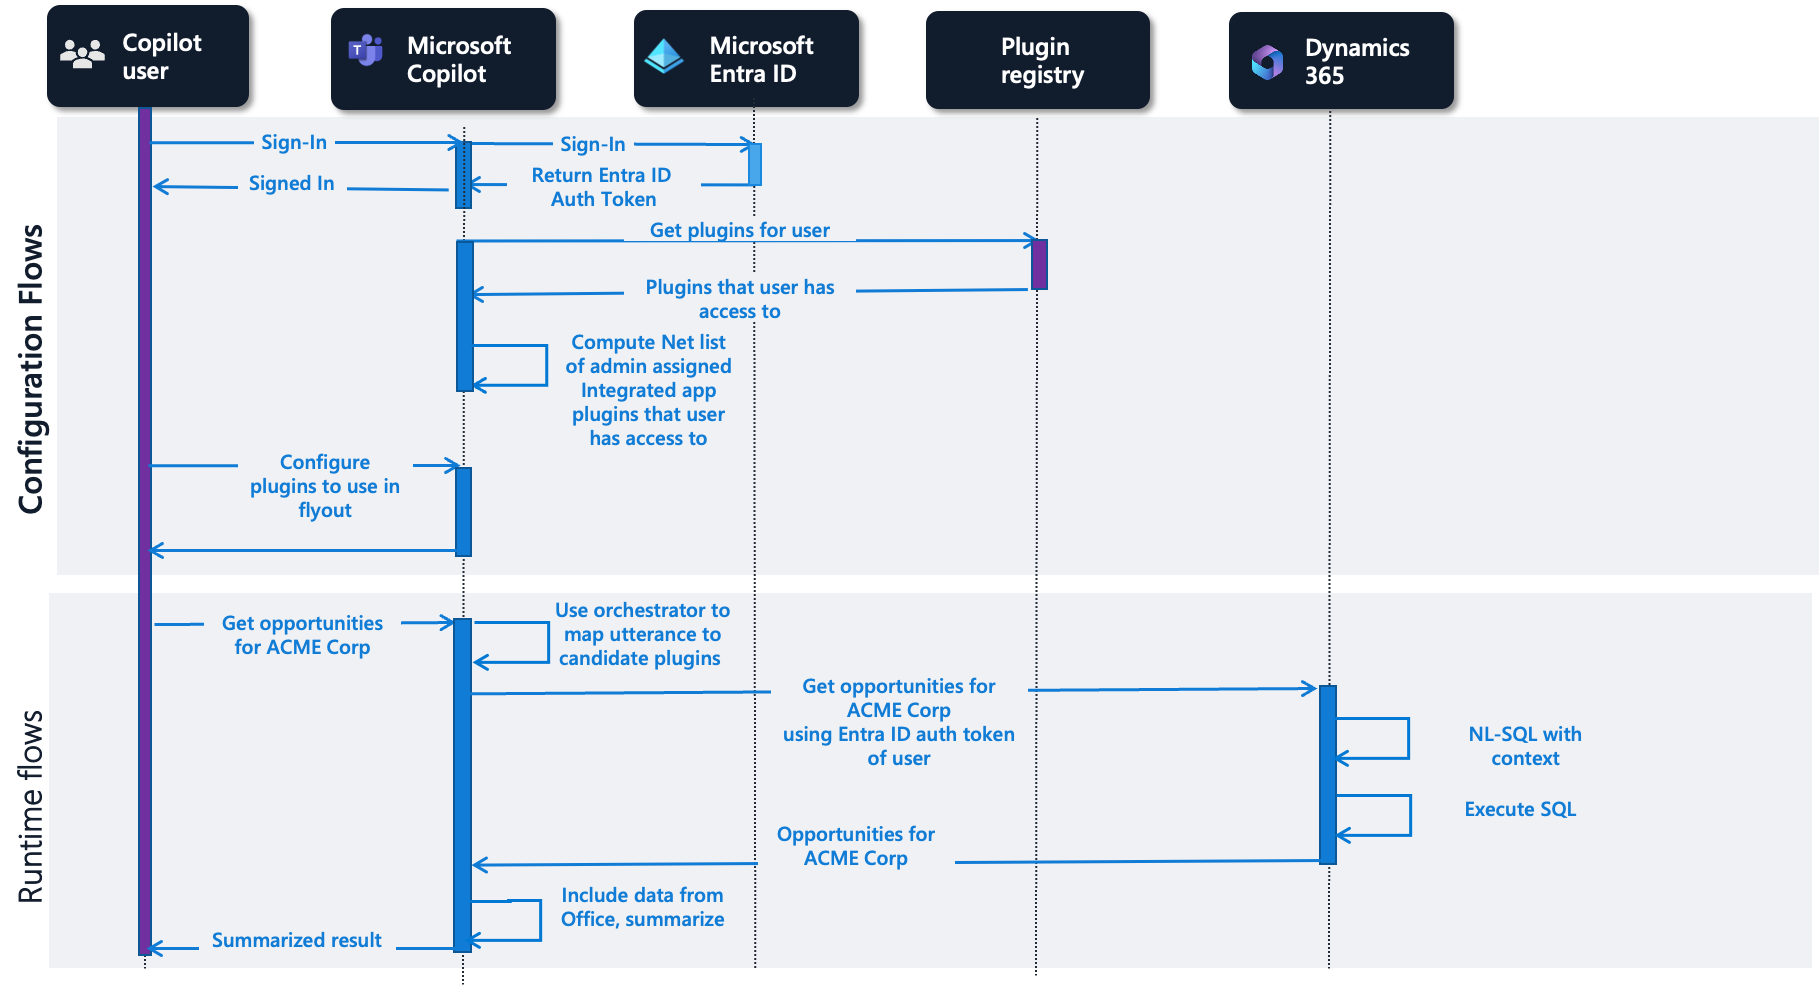 Copilot
user
Microsoft
Copilot
Microsoft
Entra ID
Plugin
registry
Dynamics
365
Configuration Flows
Sign-In
Sign-In
Signed In
Return Entra ID
Auth Token
Get plugins for user
Plugins that user has
access to
Compute Net list
of admin assigned
Integrated app
plugins that user
has access to
Configure
plugins to use in
flyout
Runtime flows
Get opportunities
for ACME Corp
Use orchestrator to
map utterance to
candidate plugins
Get opportunities for
ACME Corp
using Entra ID auth token
of user
NL-SQL with
context
Execute SQL
Opportunities for
ACME Corp
Include data from
Office, summarize
Summarized result